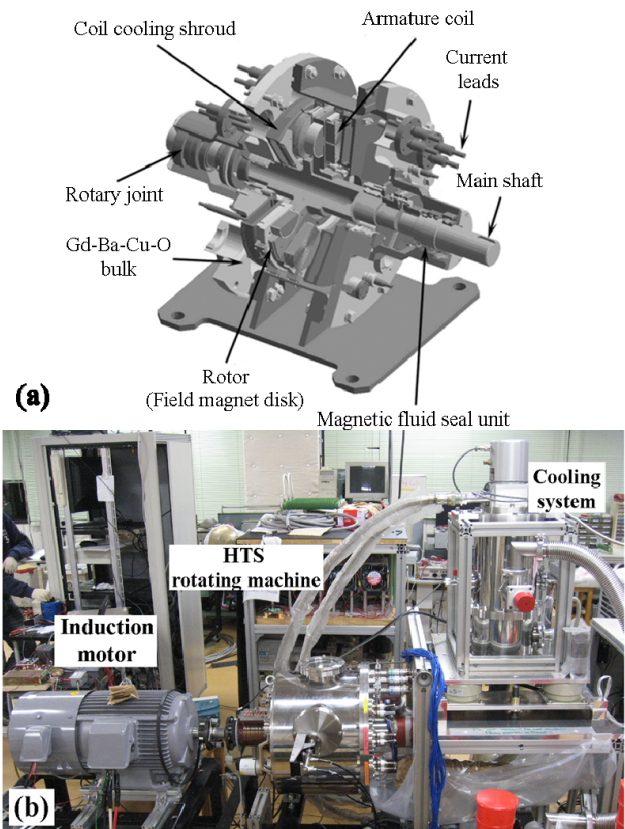 Armature coil
Coil cooling shroud
Current
leads
Rotary joint
Main shaft
Gd-Ba-Cu-O
bulk
Rotor
(Field magnet disk)
(a)
Magnetic fluid seal unit
Cooling
system
HTS
rotating machine
Induction
motor
(b)